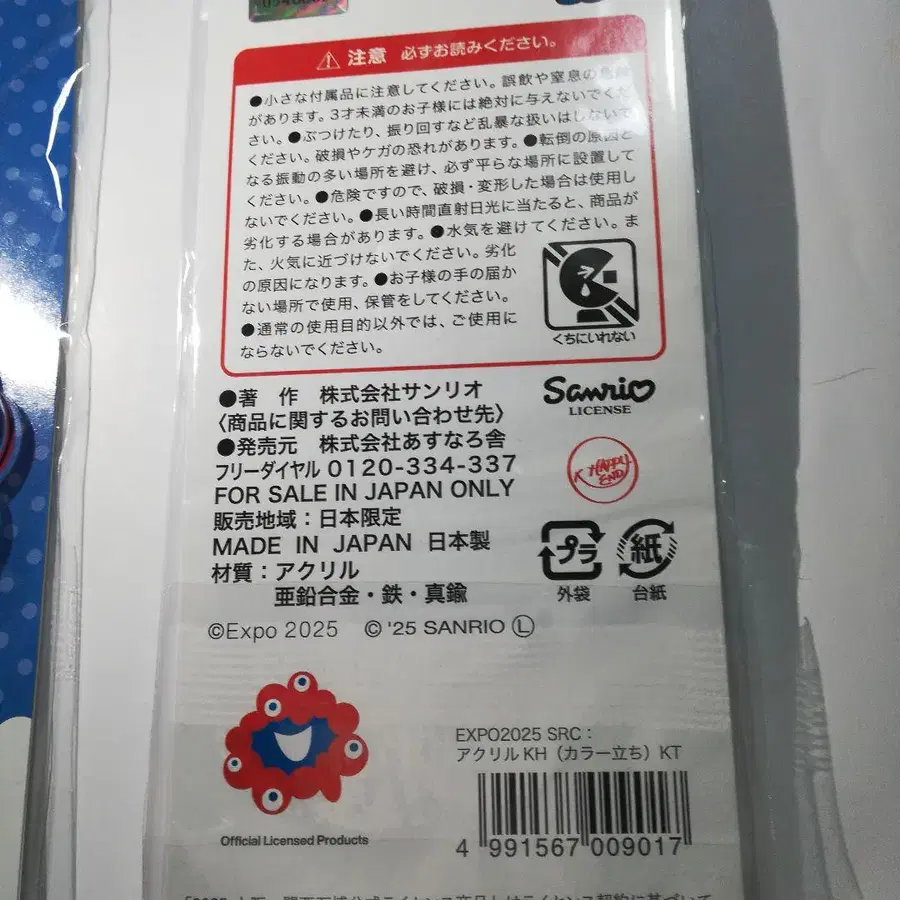 注意 必ずお読みください。
●小さな付属品に注意してください。誤飲や窒息の危険
があります。3才未満のお子様には絶対に与えないでくだ
さい。●ぶつけたり、振り回すなど乱暴な扱いはしないで
ください。破損やケガの恐れがあります。●転倒の原因と
なる振動の多い場所を避け、必ず平らな場所に設置して
ください。●危険ですので、破損・変形した場合は使用し
ないでください。●長い時間直射日光に当たると、商品が
劣化する場合があります。●水気を避けてください。ま
た、火気に近づけないでください。劣化
の原因になります。●お子様の手の届か
ない場所で使用、保管をしてください。
●通常の使用目的以外では、ご使用に
ならないでください。
くちにいれない
●著 作 株式会社サンリオ
〈商品に関するお問い合わせ先〉
●発売元 株式会社あすなろ舎
フリーダイヤル 0120-334-337
FOR SALE IN JAPAN ONLY
販売地域：日本限定
MADE IN JAPAN 日本製
材質：アクリル
亜鉛合金・鉄・真鍮
Sanrio
LICENSE
K HAPPY
END
プラ
外袋
紙
台紙
©Expo 2025 © '25 SANRIO Ⓛ
Official Licensed Products
EXPO2025 SRC：
アクリルKH（カラー立ち）KT
4 991567 009017